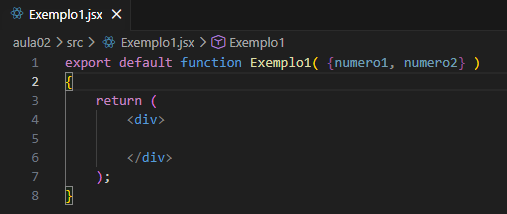 Exemplo1.jsx ×
aula02 > src > Exemplo1.jsx > Exemplo1
1 export default function Exemplo1( {numero1, numero2} )
2 {
3     return (
4         <div>
5
6         </div>
7     );
8 }